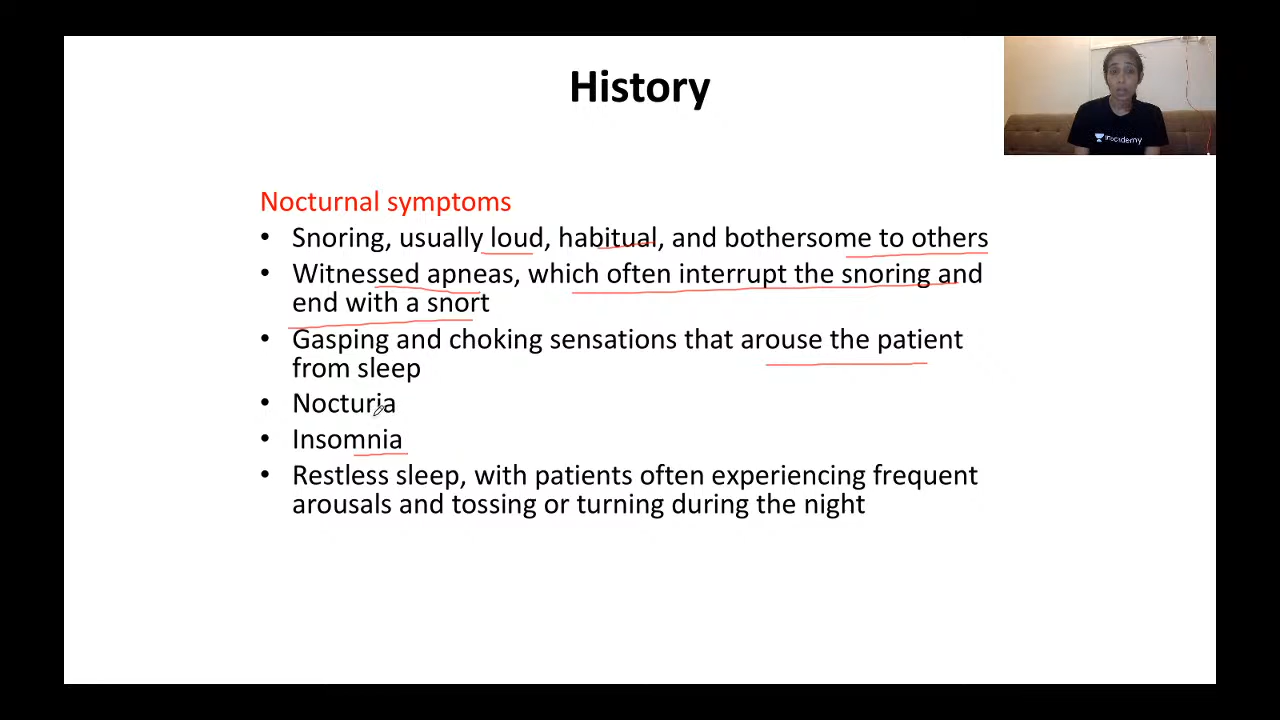 History
Nocturnal symptoms
• Snoring, usually loud, habitual, and bothersome to others
• Witnessed apneas, which often interrupt the snoring and
end with a snort
• Gasping and choking sensations that arouse the patient
from sleep
• Nocturia
• Insomnia
• Restless sleep, with patients often experiencing frequent
arousals and tossing or turning during the night